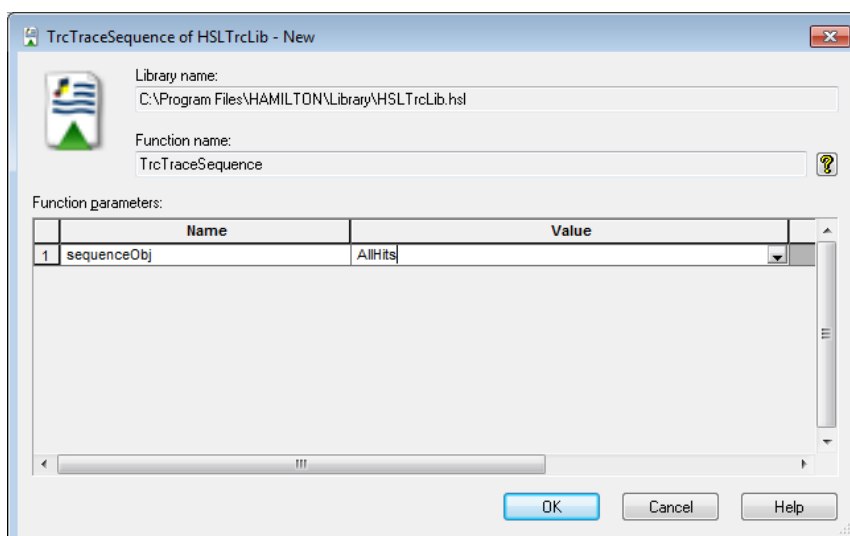 TrcTraceSequence of HSLTrcLib - New
Library name:
C:\Program Files\HAMILTON\Library\HSLTrcLib.hsl
Function name:
TrcTraceSequence
Function parameters:
Name Value
1 sequenceObj AllHits
OK Cancel Help